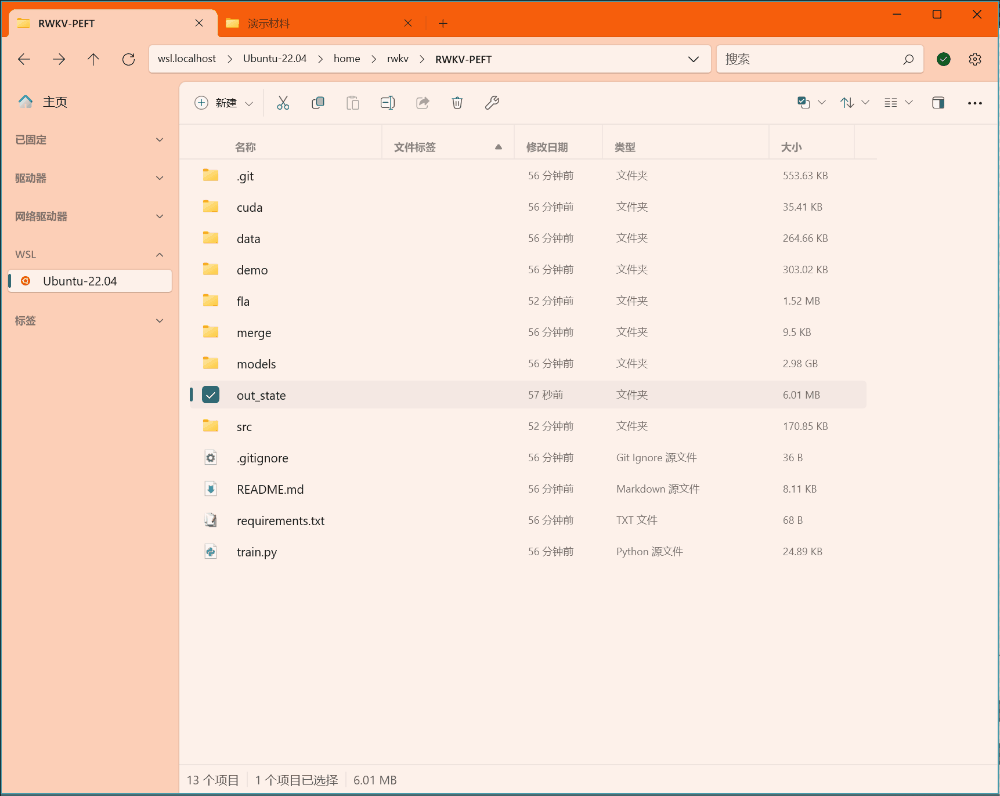 RWKV-PEFT
演示材料
wsl.localhost > Ubuntu-22.04 > home > rwkv > RWKV-PEFT
搜索
主页
已固定
驱动器
网络驱动器
WSL
Ubuntu-22.04
标签
新建
名称 文件标签 修改日期 类型 大小
.git 56 分钟前 文件夹 553.63 KB
cuda 56 分钟前 文件夹 35.41 KB
data 56 分钟前 文件夹 264.66 KB
demo 56 分钟前 文件夹 303.02 KB
fla 52 分钟前 文件夹 1.52 MB
merge 56 分钟前 文件夹 9.5 KB
models 56 分钟前 文件夹 2.98 GB
out_state 57 秒前 文件夹 6.01 MB
src 52 分钟前 文件夹 170.85 KB
.gitignore 56 分钟前 Git Ignore 源文件 36 B
README.md 56 分钟前 Markdown 源文件 8.11 KB
requirements.txt 56 分钟前 TXT 文件 68 B
train.py 56 分钟前 Python 源文件 24.89 KB
13 个项目 1 个项目已选择 6.01 MB